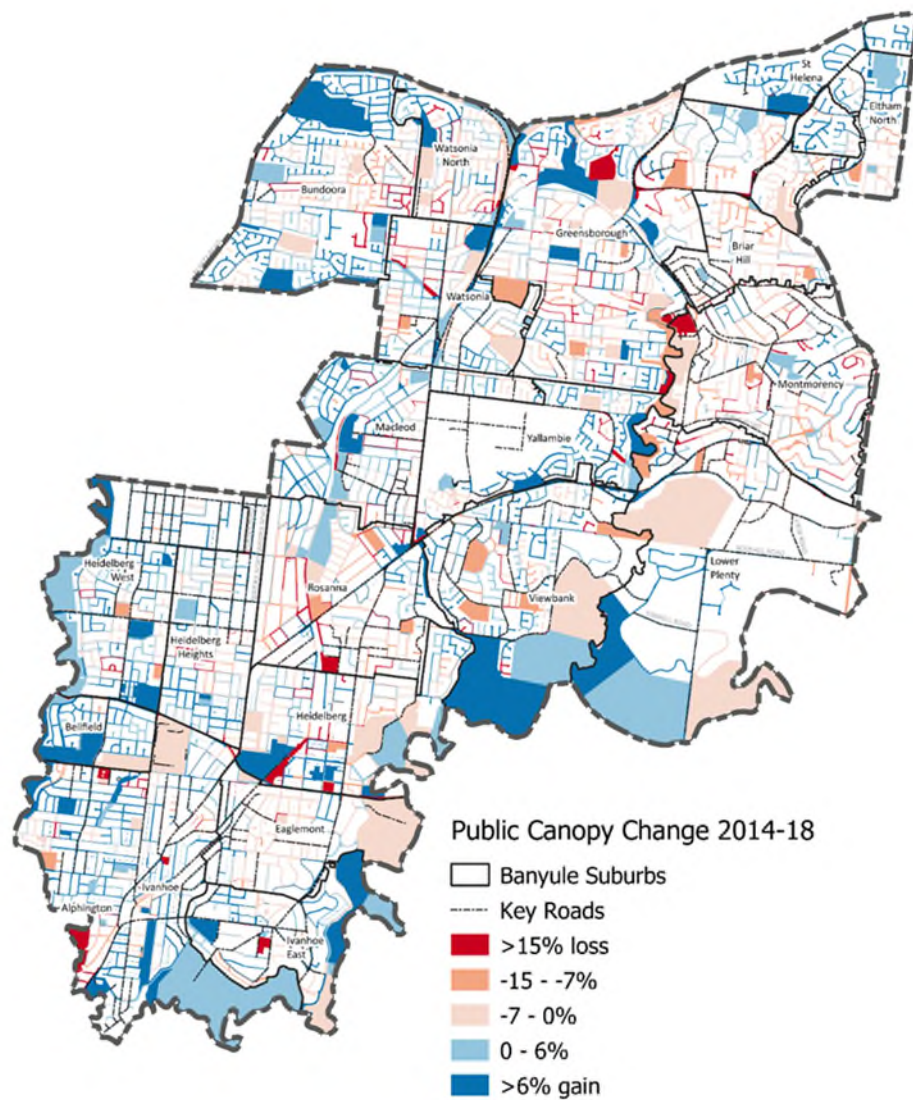 St
Helena
Eltham
North
Watsonia
North
Bundoora
Greensborough
Briar
Hill
Watsonia
Montmorency
Macleod
Yallambie
Lower
Plenty
Heidelberg
West
Rosanna
Viewbank
Heidelberg
Heights
Heidelberg
Bellfield
Eaglemont
Ivanhoe
Alphington
Ivanhoe
East
Public Canopy Change 2014-18
Banyule Suburbs
Key Roads
>15% loss
-15 - -7%
-7 - 0%
0 - 6%
>6% gain